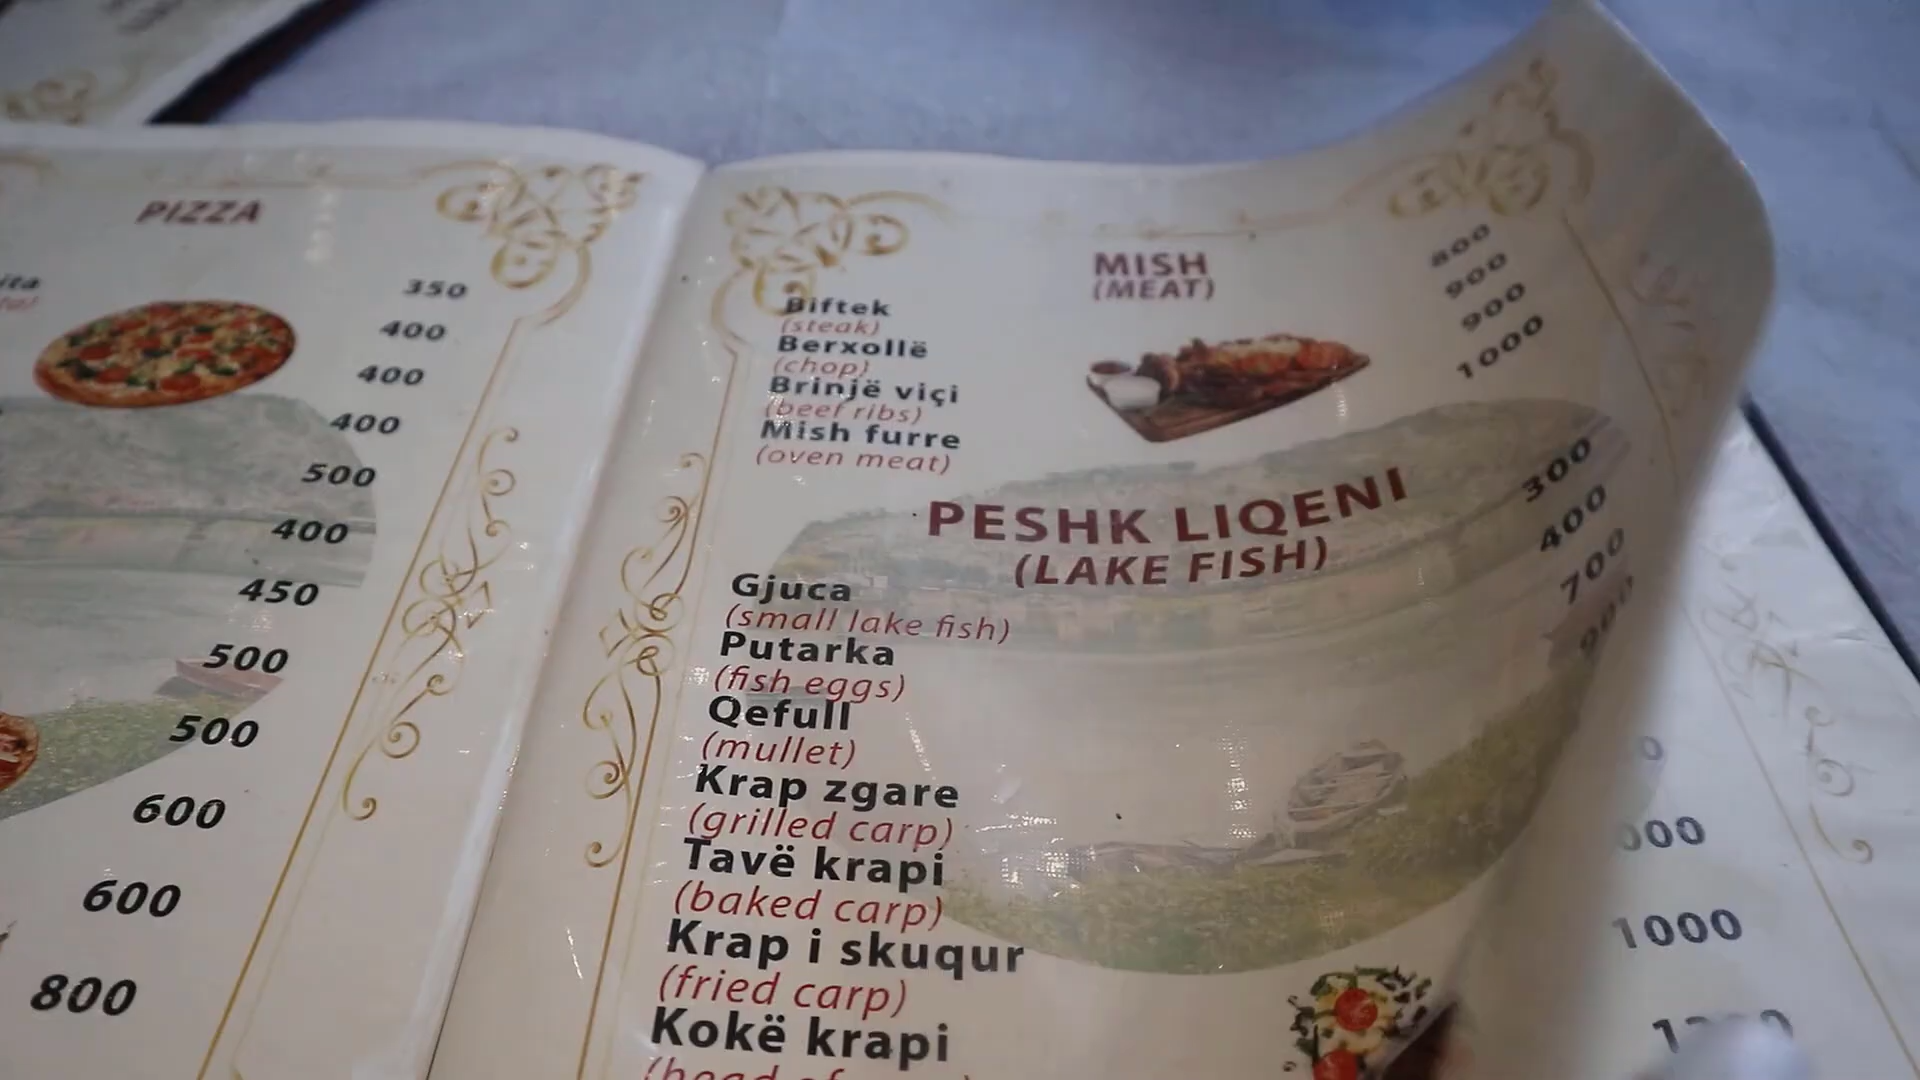 PIZZA
350
400
400
400
500
400
450
500
500
600
600
800
MISH
(MEAT)
Biftek
800
(steak)
Berxollë
900
(chop)
Brinjë viçi
900
(beef ribs)
Mish furre
1000
(oven meat)
PESHK LIQENI
(LAKE FISH)
Gjuca
300
(small lake fish)
Putarka
400
(fish eggs)
Qefull
700
(mullet)
Krap zgare
900
(grilled carp)
Tavë krapi
(baked carp)
Krap i skuqur
(fried carp)
Kokë krapi
1000